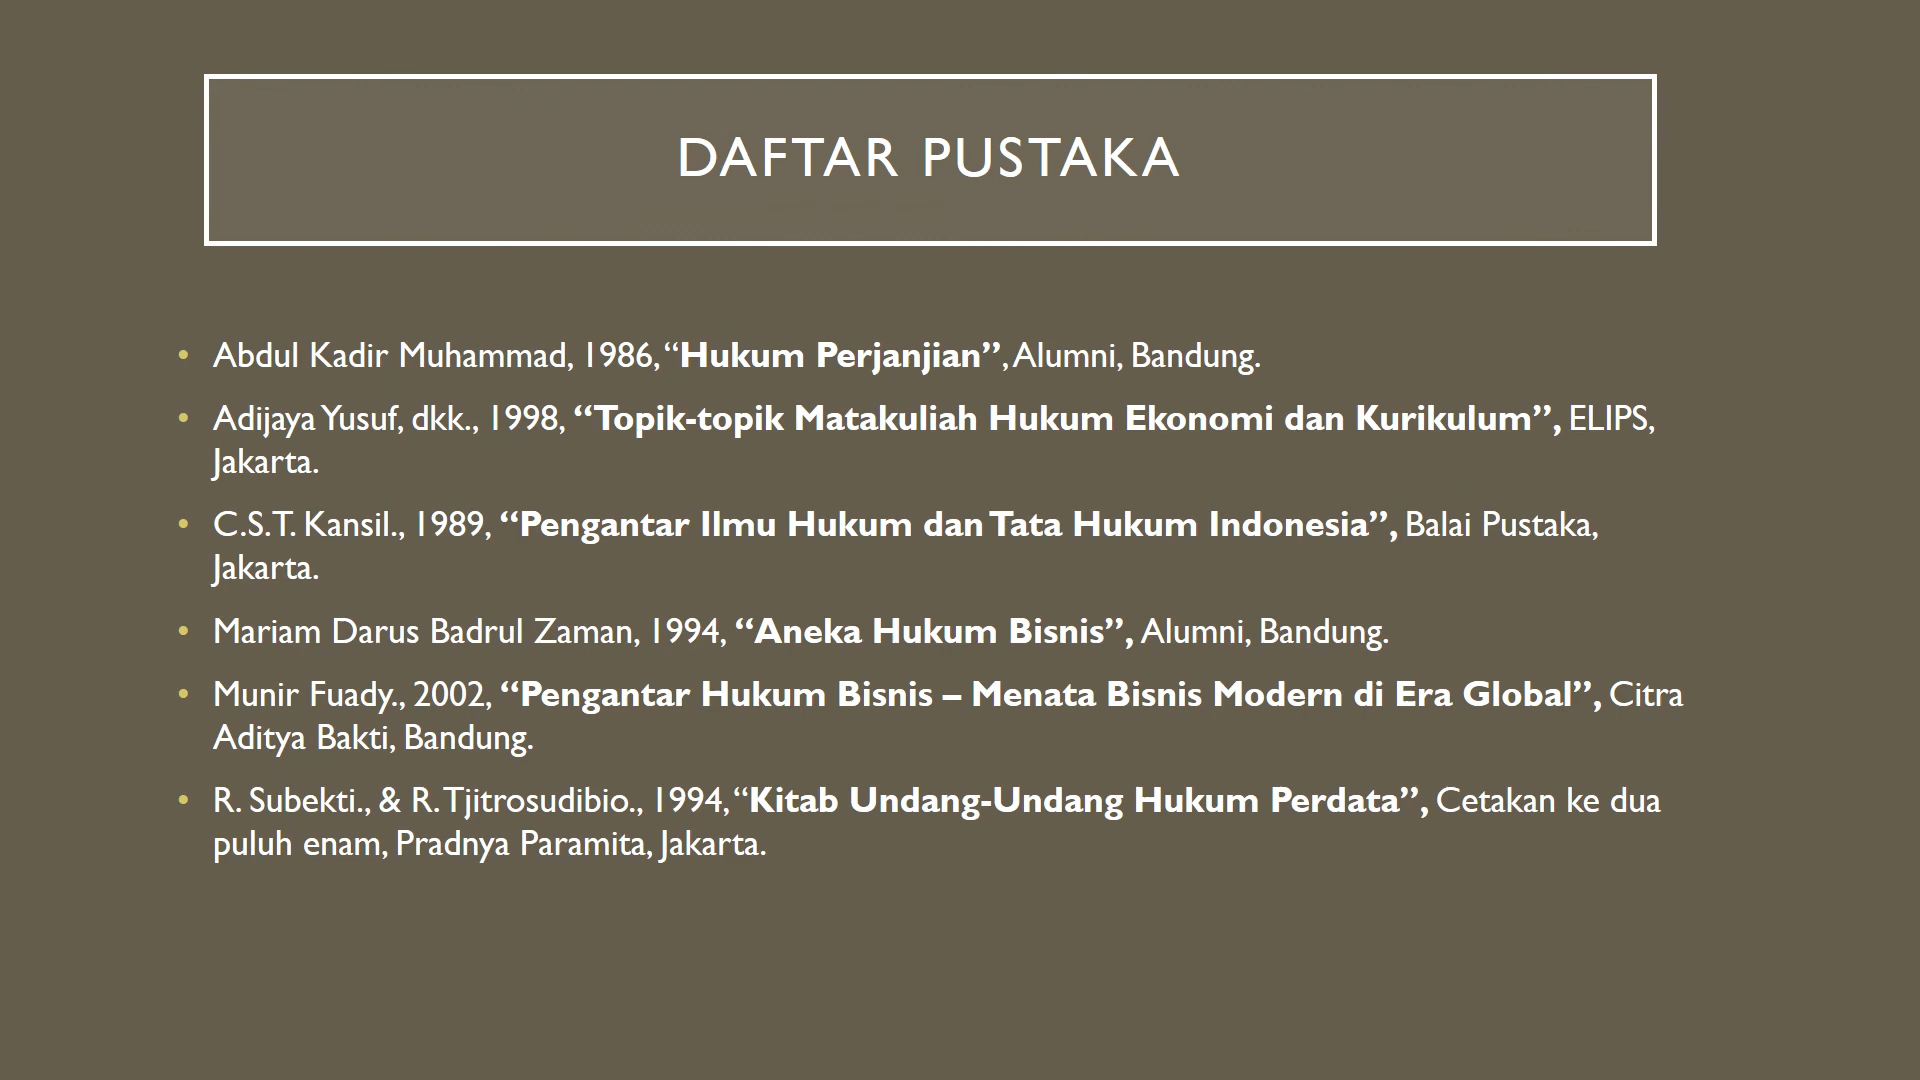 DAFTAR PUSTAKA
• Abdul Kadir Muhammad, 1986, “Hukum Perjanjian”, Alumni, Bandung.
• Adijaya Yusuf, dkk., 1998, “Topik-topik Matakuliah Hukum Ekonomi dan Kurikulum”, ELIPS,
Jakarta.
• C.S.T. Kansil., 1989, “Pengantar Ilmu Hukum dan Tata Hukum Indonesia”, Balai Pustaka,
Jakarta.
• Mariam Darus Badrul Zaman, 1994, “Aneka Hukum Bisnis”, Alumni, Bandung.
• Munir Fuady., 2002, “Pengantar Hukum Bisnis – Menata Bisnis Modern di Era Global”, Citra
Aditya Bakti, Bandung.
• R. Subekti., & R. Tjitrosudibio., 1994, “Kitab Undang-Undang Hukum Perdata”, Cetakan ke dua
puluh enam, Pradnya Paramita, Jakarta.